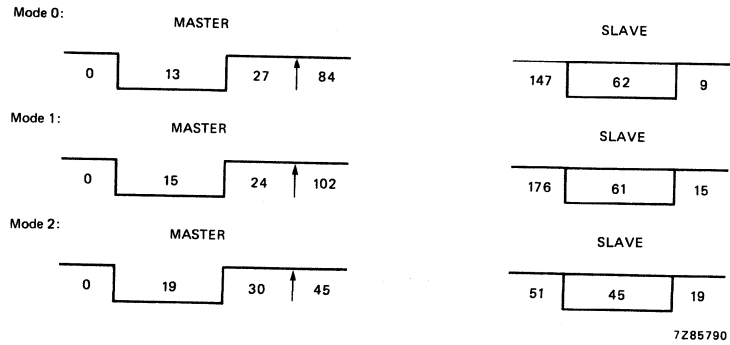 Mode 0:
MASTER
SLAVE
0 13 27 84
147 62 9
Mode 1:
MASTER
SLAVE
0 15 24 102
176 61 15
Mode 2:
MASTER
SLAVE
0 19 30 45
51 45 19
7Z85790